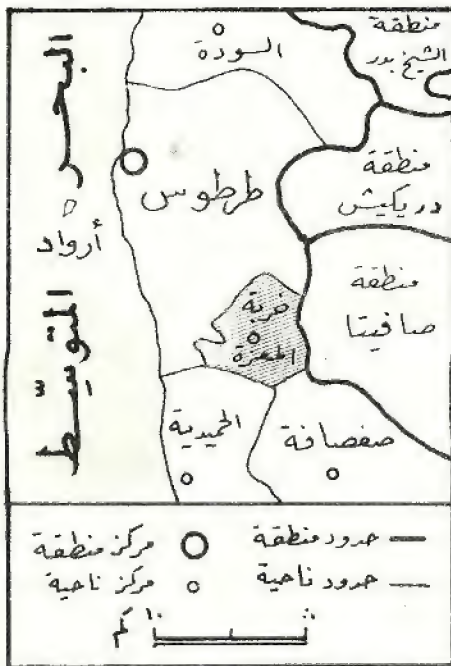 السودة
منطقة
الشيخ بدر
البحر
منطقة
دريكيش
طرطوس
أرواد
منطقة
صافيتا
خربة
المعزة
المتوسّط
الحميدية
صفصافة
حدود منطقة
مركز منطقة
حدود ناحية
مركز ناحية
١٠
كم